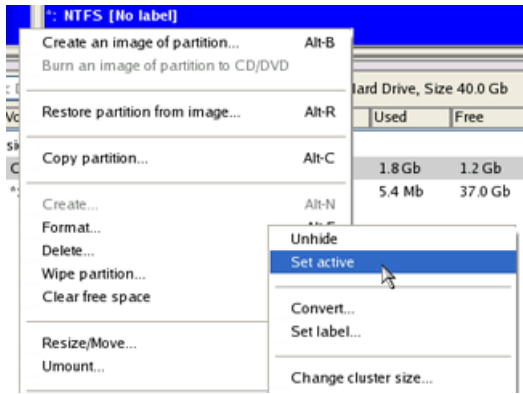 *: NTFS [No label]
Create an image of partition... Alt-B
Burn an image of partition to CD/DVD
Hard Drive, Size 40.0 Gb
Restore partition from image... Alt-R
Used Free
Copy partition... Alt-C
1.8 Gb 1.2 Gb
5.4 Mb 37.0 Gb
Create... Alt-N
Format...
Delete...
Wipe partition...
Clear free space
Resize/Move...
Umount...
Unhide
Set active
Convert...
Set label...
Change cluster size...